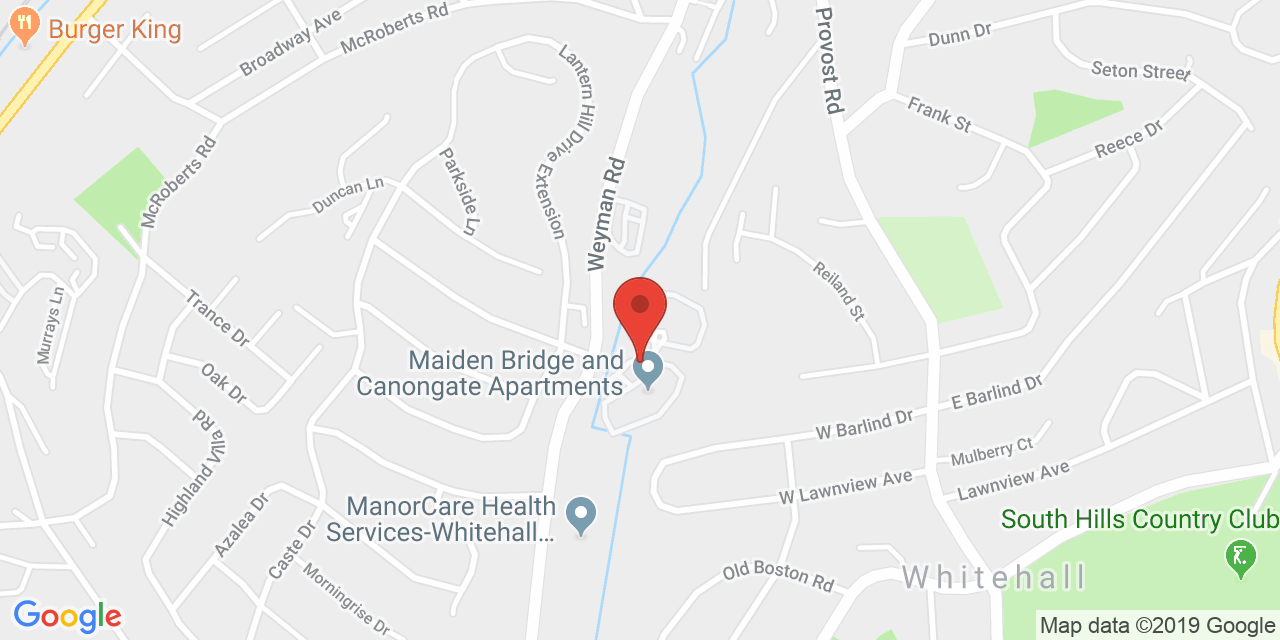 Burger King
Broadway Ave
McRoberts Rd
Lantern Hill Drive Extension
Provost Rd
Dunn Dr
Seton Street
Frank St
Reece Dr
McRoberts Rd
Duncan Ln
Parkside Ln
Weyman Rd
Reiland St
Murrays Ln
Trance Dr
Oak Dr
Maiden Bridge and
Canongate Apartments
Highland Villa Rd
W Barlind Dr
E Barlind Dr
Mulberry Ct
W Lawnview Ave
Lawnview Ave
Azalea Dr
Caste Dr
ManorCare Health
Services-Whitehall...
South Hills Country Club
Morningrise Dr
Old Boston Rd
Whitehall
Google
Map data ©2019 Google